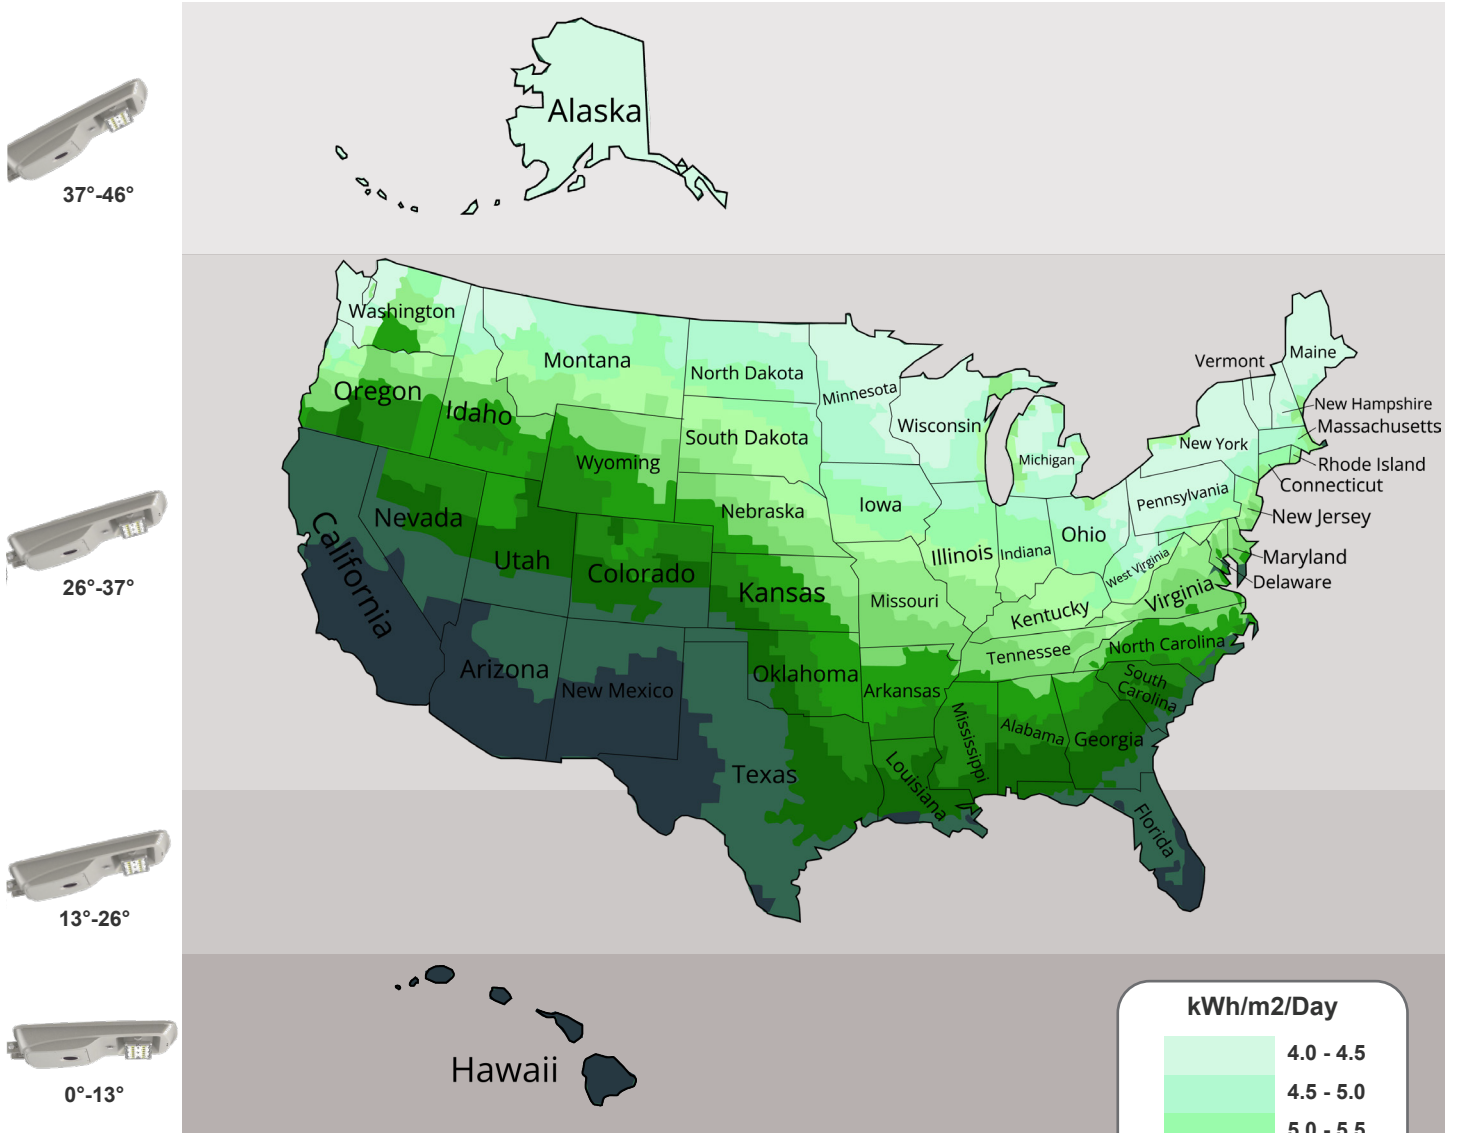 Alaska
37°-46°
Washington
Montana
North Dakota
Minnesota
Vermont
Maine
Oregon
Idaho
New Hampshire
Massachusetts
South Dakota
Wisconsin
Michigan
New York
Wyoming
Rhode Island
Connecticut
Nebraska
Iowa
Pennsylvania
New Jersey
California
Nevada
Utah
Colorado
Kansas
Illinois
Indiana
Ohio
West Virginia
Maryland
Delaware
26°-37°
Missouri
Kentucky
Virginia
Arizona
New Mexico
Oklahoma
Arkansas
Tennessee
North Carolina
South
Carolina
Texas
Louisiana
Mississippi
Alabama
Georgia
Florida
13°-26°
Hawaii
0°-13°
kWh/m2/Day
4.0 - 4.5
4.5 - 5.0
5.0 - 5.5